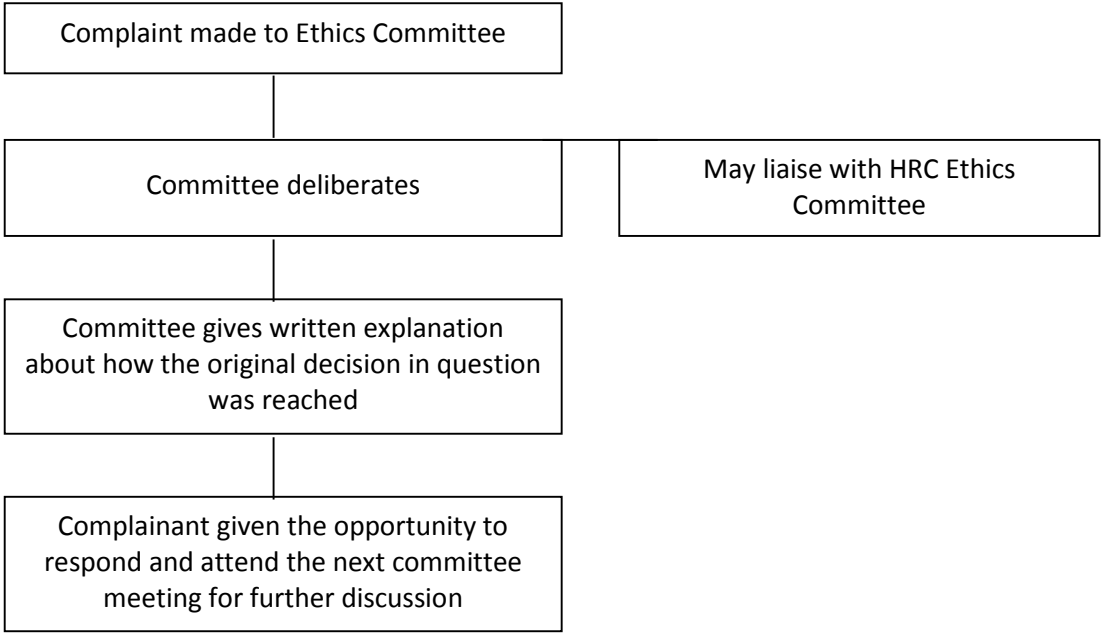 Complaint made to Ethics Committee
Committee deliberates
May liaise with HRC Ethics
Committee
Committee gives written explanation
about how the original decision in question
was reached
Complainant given the opportunity to
respond and attend the next committee
meeting for further discussion